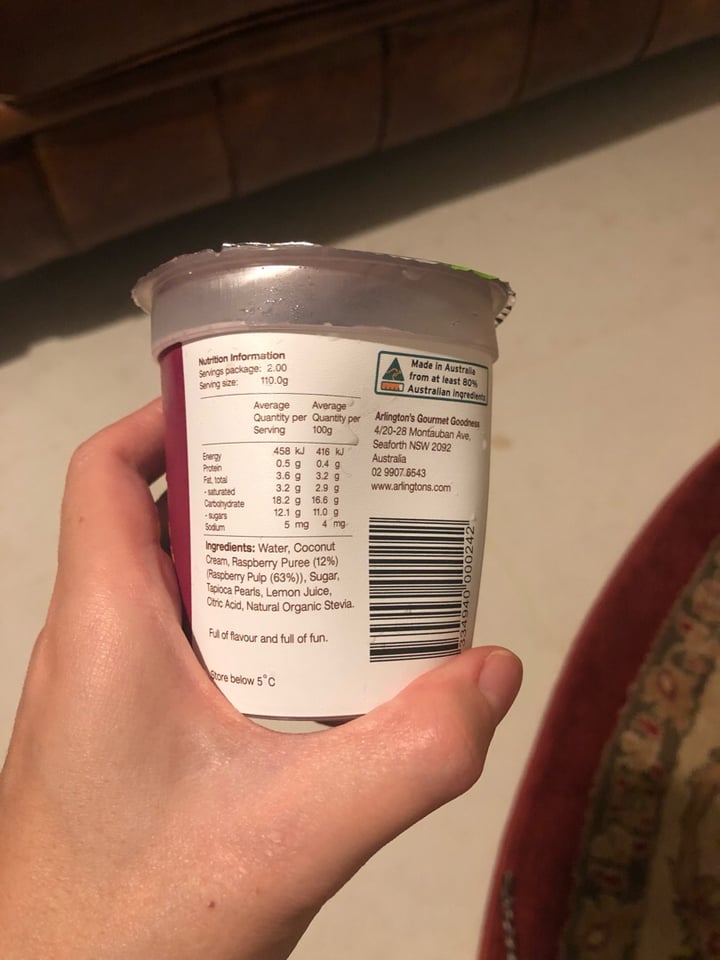 Nutrition Information
Servings package: 2.00
Serving size: 110.0g
Average Average
Quantity per Quantity per
Serving 100g
Energy 458 kJ 416 kJ
Protein 0.5 g 0.4 g
Fat, total 3.6 g 3.2 g
- saturated 3.2 g 2.9 g
Carbohydrate 18.2 g 16.6 g
- sugars 12.1 g 11.0 g
Sodium 5 mg 4 mg
Ingredients: Water, Coconut
Cream, Raspberry Puree (12%)
(Raspberry Pulp (63%)), Sugar,
Tapioca Pearls, Lemon Juice,
Citric Acid, Natural Organic Stevia.
Full of flavour and full of fun.
Store below 5°C
Made in Australia
from at least 80%
Australian ingredients
Arlington's Gourmet Goodness
4/20-28 Montauban Ave,
Seaforth NSW 2092
Australia
02 9907 6543
www.arlingtons.com
334940 000242